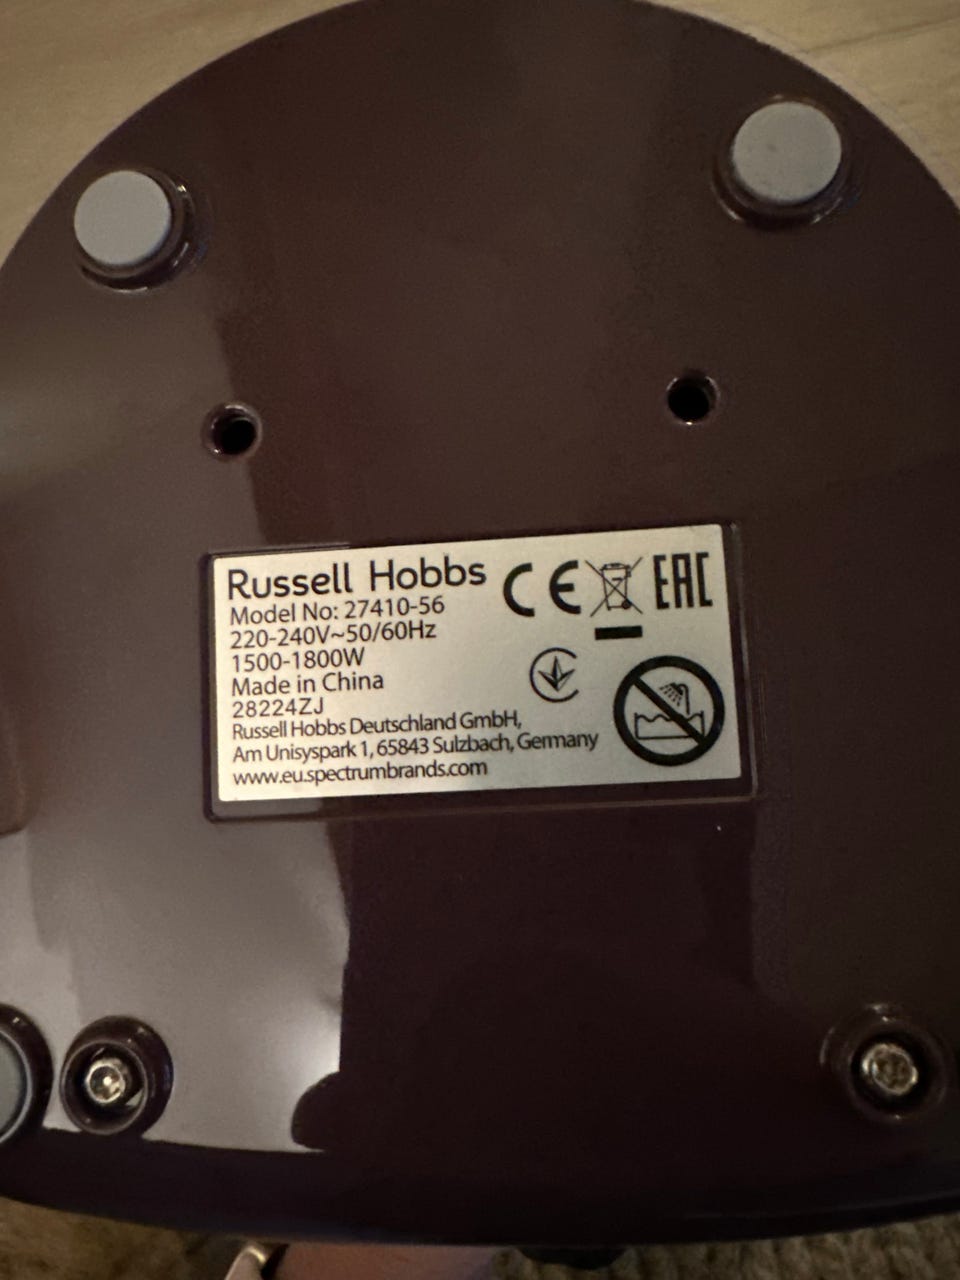 Russell Hobbs
Model No: 27410-56
220-240V~50/60Hz
1500-1800W
Made in China
28224ZJ
Russell Hobbs Deutschland GmbH,
Am Unisyspark 1, 65843 Sulzbach, Germany
www.eu.spectrumbrands.com
CE EAC